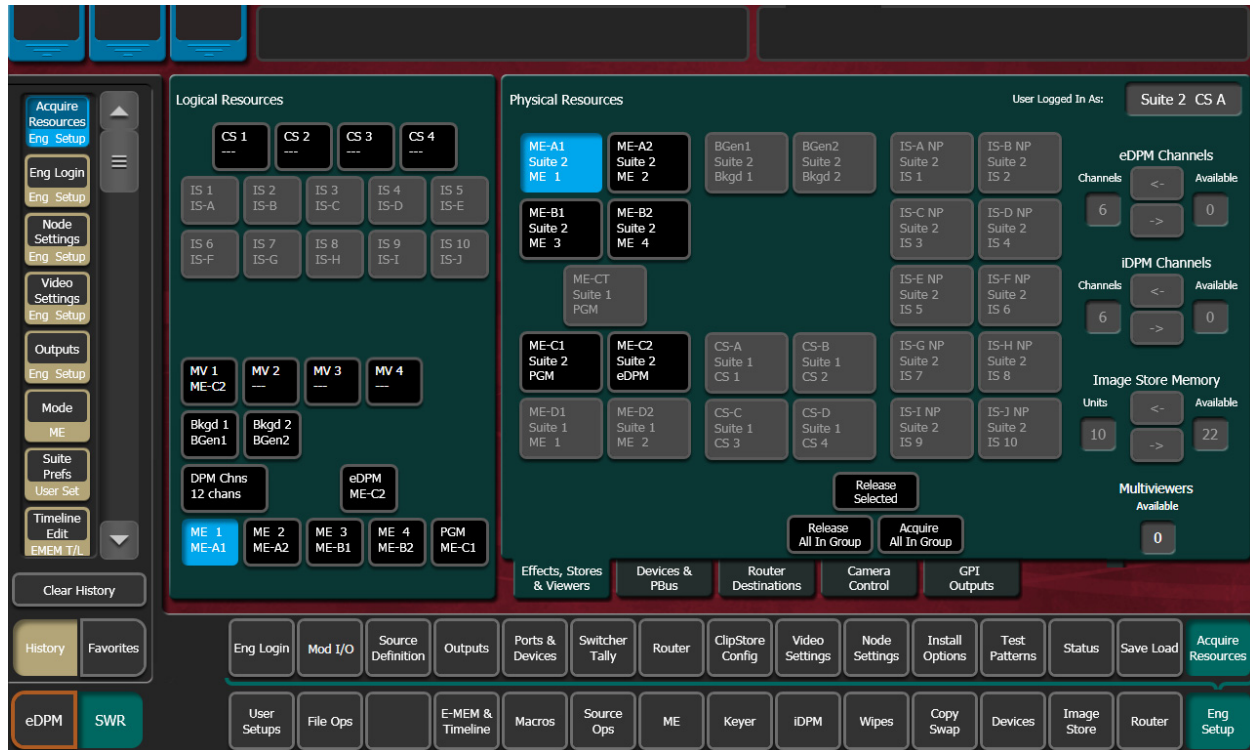 Acquire
Resources
Eng Setup
Eng Login
Eng Setup
Node
Settings
Eng Setup
Video
Settings
Eng Setup
Outputs
Eng Setup
Mode
ME
Suite
Prefs
User Set
Timeline
Edit
EMEM T/L
Clear History
History
Favorites
eDPM
SWR
Logical Resources
CS 1
---
CS 2
---
CS 3
---
CS 4
---
IS 1
IS-A
IS 2
IS-B
IS 3
IS-C
IS 4
IS-D
IS 5
IS-E
IS 6
IS-F
IS 7
IS-G
IS 8
IS-H
IS 9
IS-I
IS 10
IS-J
MV 1
ME-C2
MV 2
---
MV 3
---
MV 4
---
Bkgd 1
BGen1
Bkgd 2
BGen2
DPM Chns
12 chans
eDPM
ME-C2
ME 1
ME-A1
ME 2
ME-A2
ME 3
ME-B1
ME 4
ME-B2
PGM
ME-C1
Physical Resources
User Logged In As:
Suite 2 CS A
ME-A1
Suite 2
ME 1
ME-A2
Suite 2
ME 2
BGen1
Suite 2
Bkgd 1
BGen2
Suite 2
Bkgd 2
IS-A NP
Suite 2
IS 1
IS-B NP
Suite 2
IS 2
ME-B1
Suite 2
ME 3
ME-B2
Suite 2
ME 4
IS-C NP
Suite 2
IS 3
IS-D NP
Suite 2
IS 4
ME-CT
Suite 1
PGM
IS-E NP
Suite 2
IS 5
IS-F NP
Suite 2
IS 6
ME-C1
Suite 2
PGM
ME-C2
Suite 2
eDPM
CS-A
Suite 1
CS 1
CS-B
Suite 1
CS 2
IS-G NP
Suite 2
IS 7
IS-H NP
Suite 2
IS 8
ME-D1
Suite 1
ME 1
ME-D2
Suite 1
ME 2
CS-C
Suite 1
CS 3
CS-D
Suite 1
CS 4
IS-I NP
Suite 2
IS 9
IS-J NP
Suite 2
IS 10
Release
Selected
Release
All In Group
Acquire
All In Group
eDPM Channels
Channels
<-
Available
6
->
0
iDPM Channels
Channels
<-
Available
6
->
0
Image Store Memory
Units
<-
Available
10
->
22
Multiviewers
Available
0
Effects, Stores
& Viewers
Devices &
PBus
Router
Destinations
Camera
Control
GPI
Outputs
Eng Login
Mod I/O
Source
Definition
Outputs
Ports &
Devices
Switcher
Tally
Router
ClipStore
Config
Video
Settings
Node
Settings
Install
Options
Test
Patterns
Status
Save Load
Acquire
Resources
User
Setups
File Ops
E-MEM &
Timeline
Macros
Source
Ops
ME
Keyer
iDPM
Wipes
Copy
Swap
Devices
Image
Store
Router
Eng
Setup